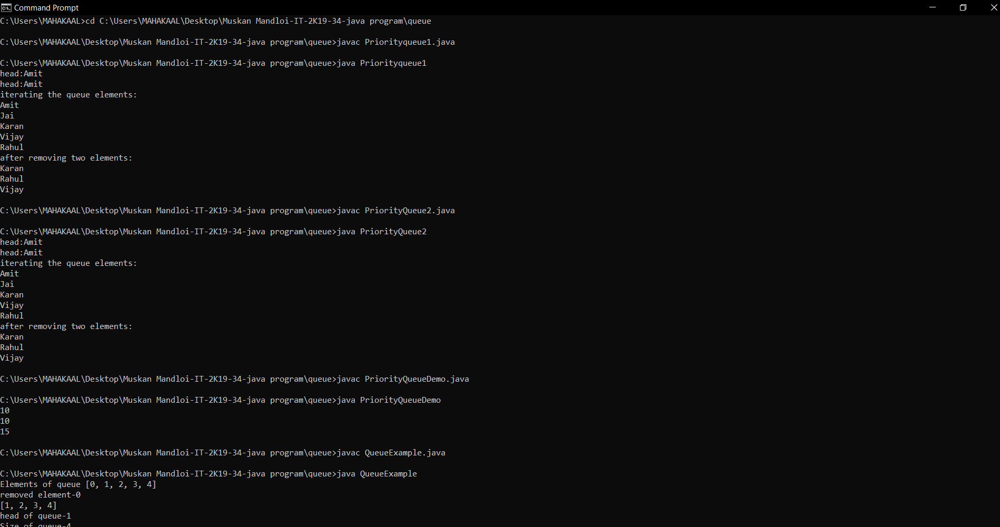 Command Prompt
C:\Users\MAHAKAAL>cd C:\Users\MAHAKAAL\Desktop\Muskan Mandloi-IT-2K19-34-java program\queue
C:\Users\MAHAKAAL\Desktop\Muskan Mandloi-IT-2K19-34-java program\queue>javac Priorityqueue1.java
C:\Users\MAHAKAAL\Desktop\Muskan Mandloi-IT-2K19-34-java program\queue>java Priorityqueue1
head:Amit
head:Amit
iterating the queue elements:
Amit
Jai
Karan
Vijay
Rahul
after removing two elements:
Karan
Rahul
Vijay
C:\Users\MAHAKAAL\Desktop\Muskan Mandloi-IT-2K19-34-java program\queue>javac PriorityQueue2.java
C:\Users\MAHAKAAL\Desktop\Muskan Mandloi-IT-2K19-34-java program\queue>java PriorityQueue2
head:Amit
head:Amit
iterating the queue elements:
Amit
Jai
Karan
Vijay
Rahul
after removing two elements:
Karan
Rahul
Vijay
C:\Users\MAHAKAAL\Desktop\Muskan Mandloi-IT-2K19-34-java program\queue>javac PriorityQueueDemo.java
C:\Users\MAHAKAAL\Desktop\Muskan Mandloi-IT-2K19-34-java program\queue>java PriorityQueueDemo
10
10
15
C:\Users\MAHAKAAL\Desktop\Muskan Mandloi-IT-2K19-34-java program\queue>javac QueueExample.java
C:\Users\MAHAKAAL\Desktop\Muskan Mandloi-IT-2K19-34-java program\queue>java QueueExample
Elements of queue [0, 1, 2, 3, 4]
removed element-0
[1, 2, 3, 4]
head of queue-1
Size of queue-4